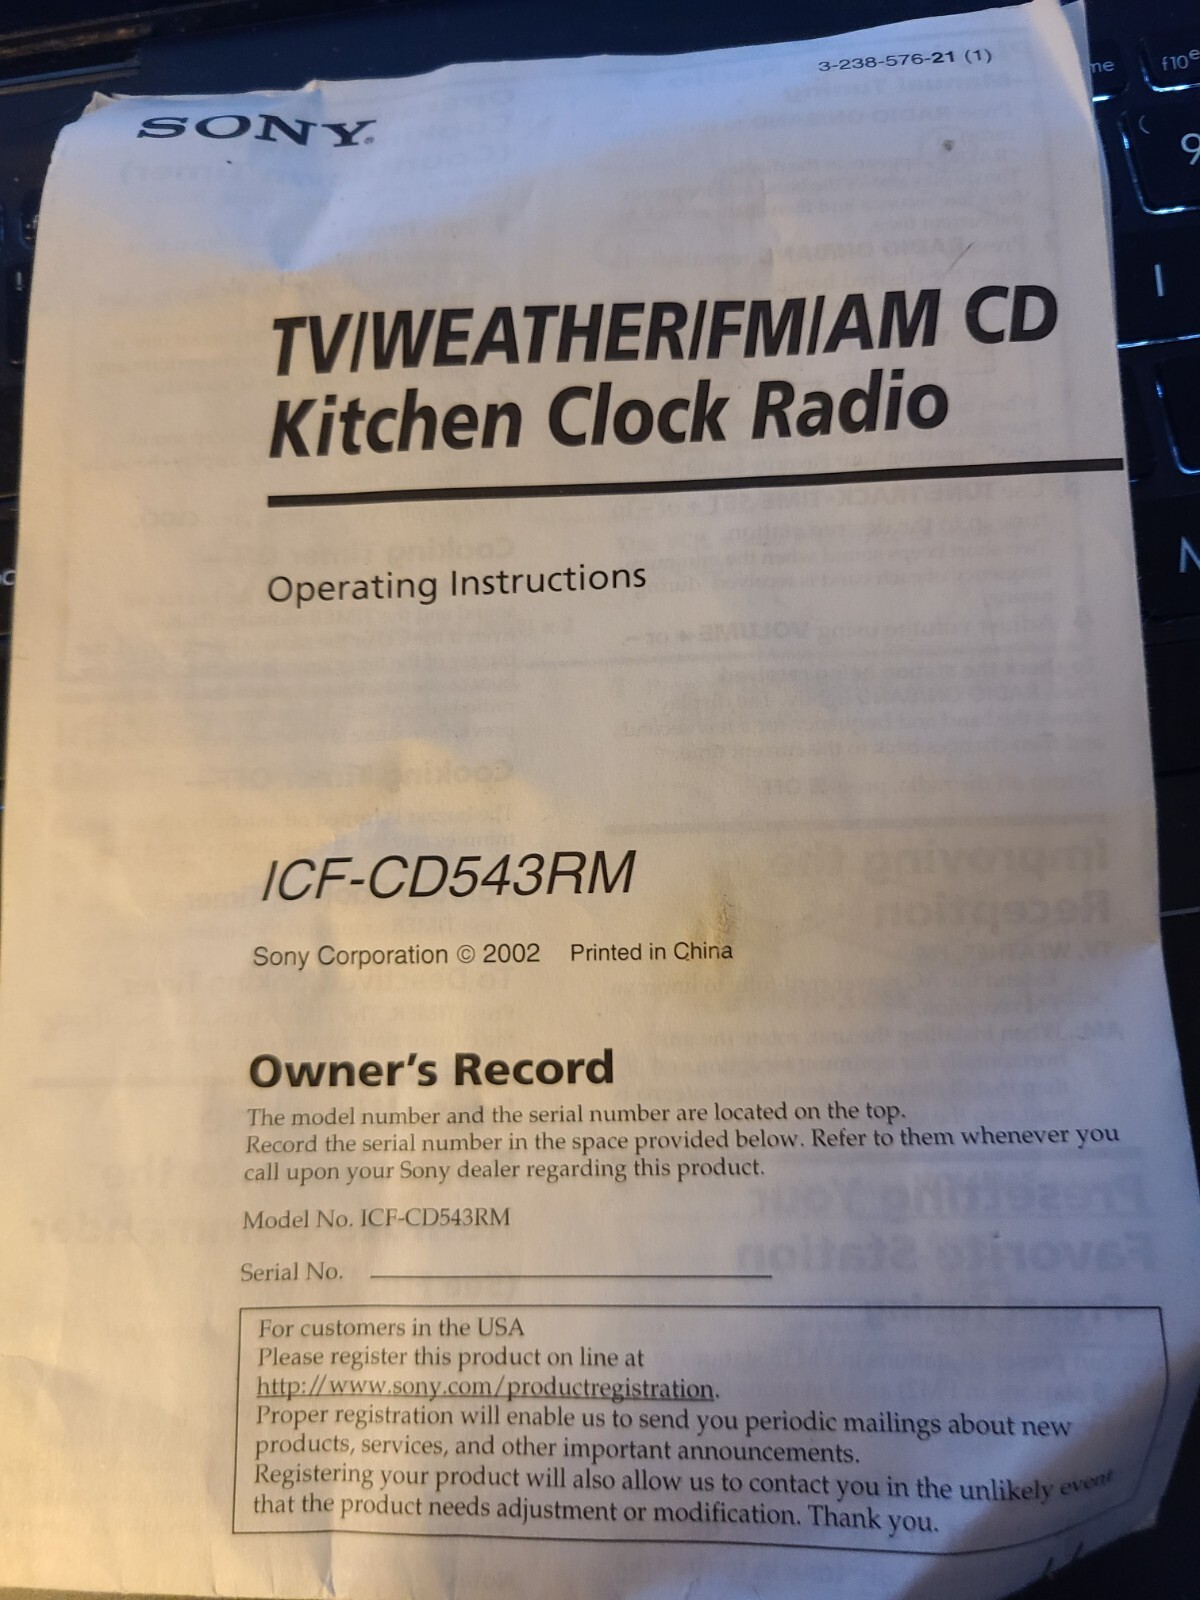 3-238-576-21 (1)
SONY®
TV/WEATHER/FM/AM CD
Kitchen Clock Radio
Operating Instructions
ICF-CD543RM
Sony Corporation © 2002 Printed in China
Owner's Record
The model number and the serial number are located on the top.
Record the serial number in the space provided below. Refer to them whenever you
call upon your Sony dealer regarding this product.
Model No. ICF-CD543RM
Serial No.
For customers in the USA
Please register this product on line at
http://www.sony.com/productregistration.
Proper registration will enable us to send you periodic mailings about new
products, services, and other important announcements.
Registering your product will also allow us to contact you in the unlikely event
that the product needs adjustment or modification. Thank you.
f10
(
9